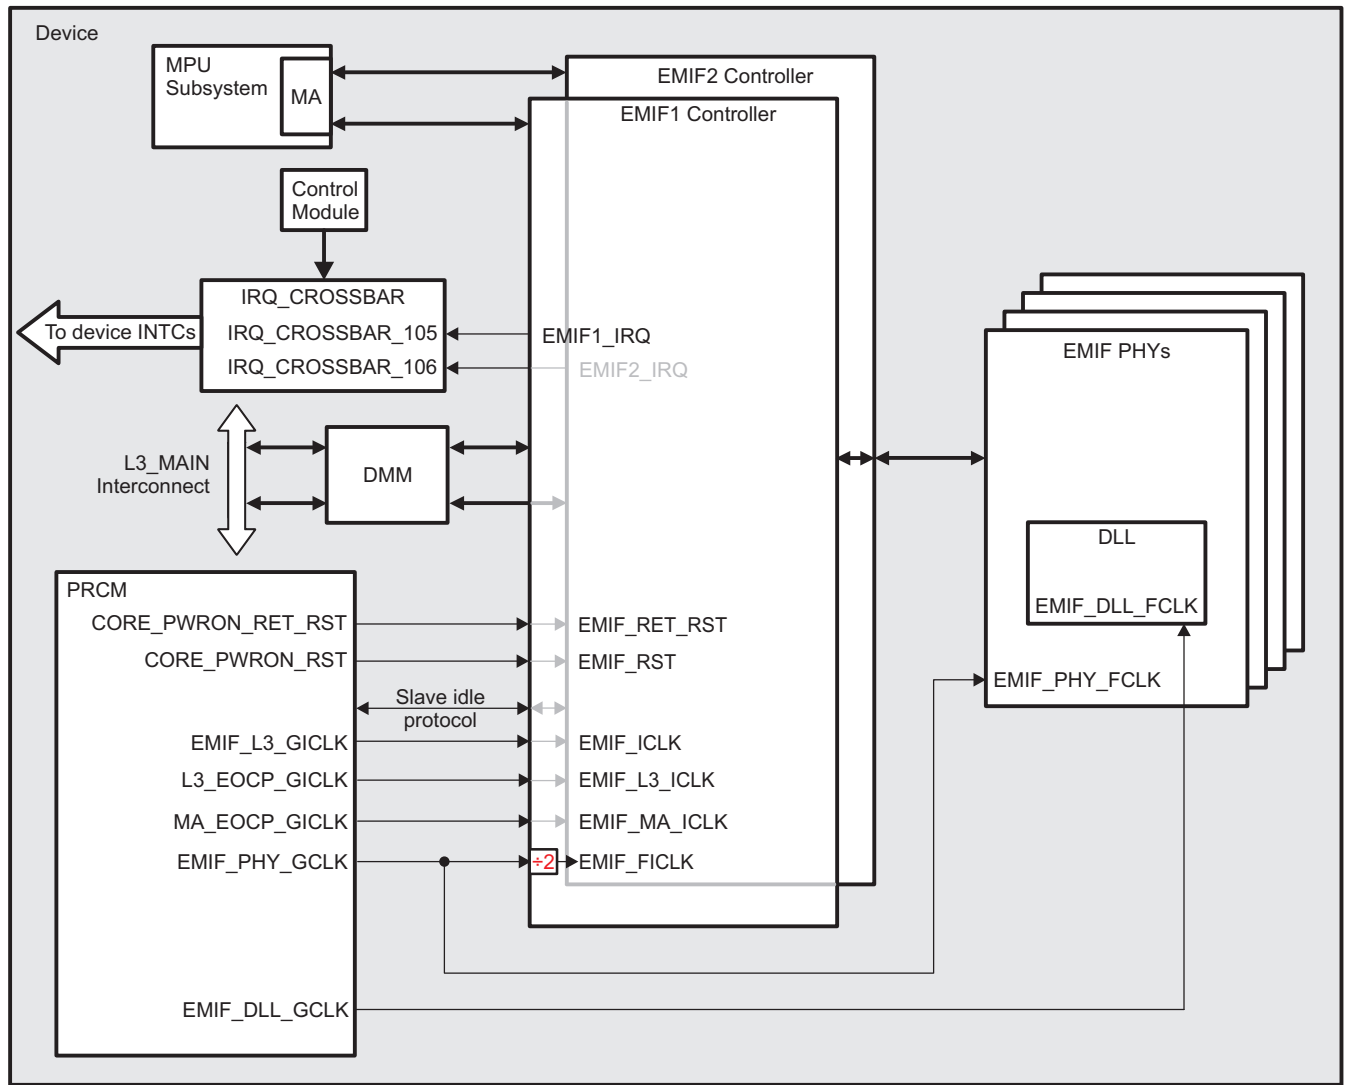 Device
MPU
Subsystem
MA
EMIF2 Controller
EMIF1 Controller
Control
Module
IRQ_CROSSBAR
To device INTCs
IRQ_CROSSBAR_105
EMIF1_IRQ
IRQ_CROSSBAR_106
EMIF2_IRQ
EMIF PHYs
L3_MAIN
Interconnect
DMM
DLL
EMIF_DLL_FCLK
EMIF_PHY_FCLK
PRCM
CORE_PWRON_RET_RST
EMIF_RET_RST
CORE_PWRON_RST
EMIF_RST
Slave idle
protocol
EMIF_L3_GICLK
EMIF_ICLK
L3_EOCP_GICLK
EMIF_L3_ICLK
MA_EOCP_GICLK
EMIF_MA_ICLK
EMIF_PHY_GCLK
÷2
EMIF_FICLK
EMIF_DLL_GCLK